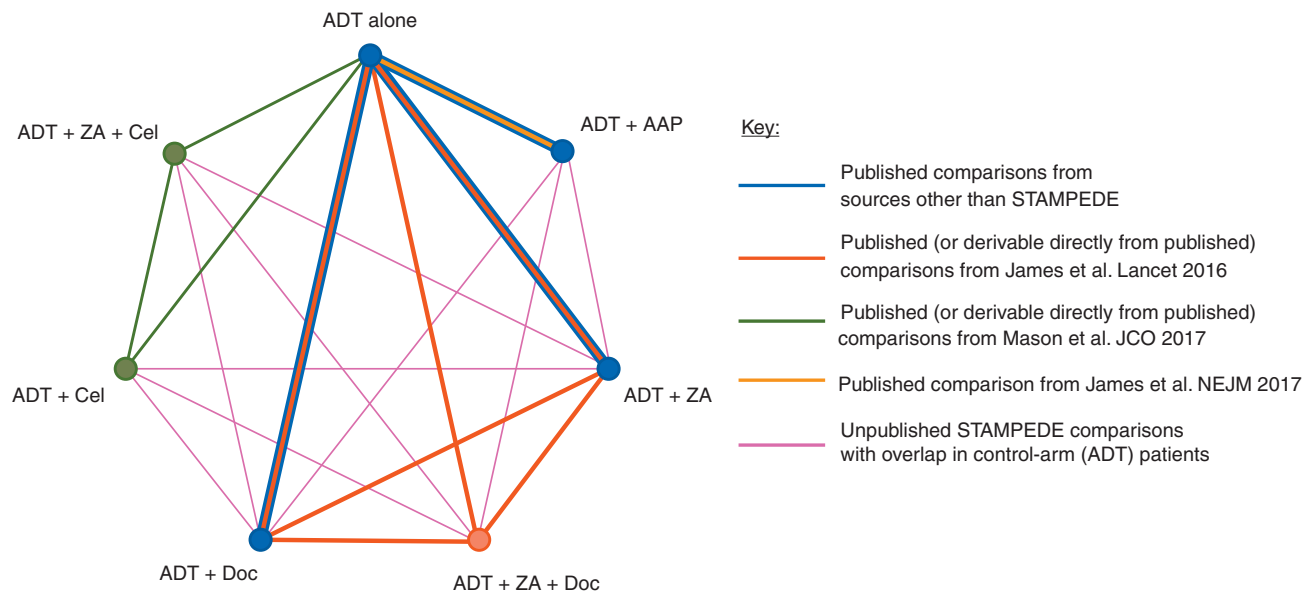 ADT alone
ADT + ZA + Cel
ADT + AAP
ADT + Cel
ADT + ZA
ADT + Doc
ADT + ZA + Doc
Key:
Published comparisons from
sources other than STAMPEDE
Published (or derivable directly from published)
comparisons from James et al. Lancet 2016
Published (or derivable directly from published)
comparisons from Mason et al. JCO 2017
Published comparison from James et al. NEJM 2017
Unpublished STAMPEDE comparisons
with overlap in control-arm (ADT) patients